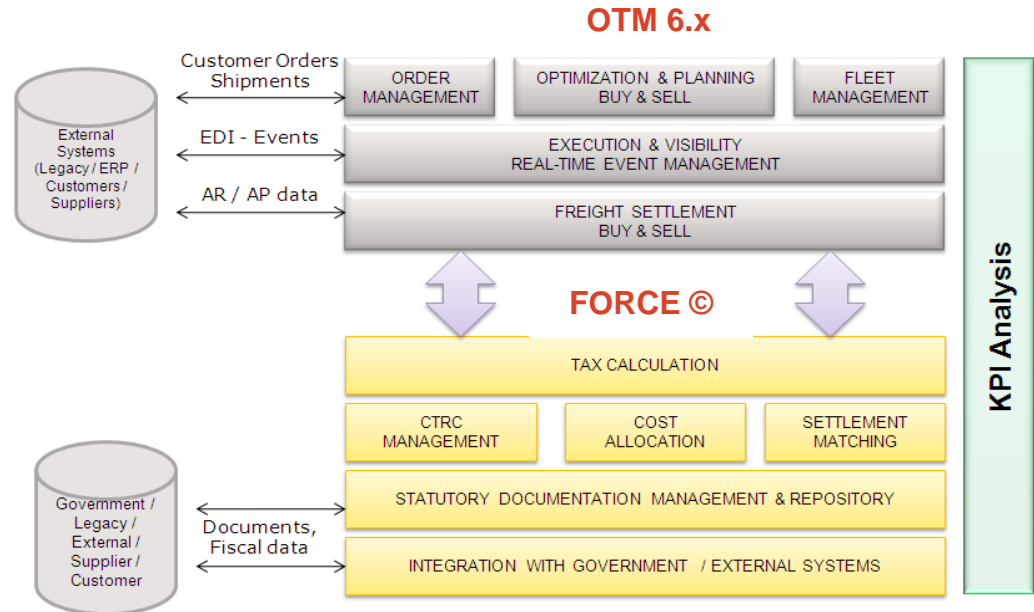 OTM 6.x
Customer Orders
Shipments
ORDER
MANAGEMENT
OPTIMIZATION & PLANNING
BUY & SELL
FLEET
MANAGEMENT
External
Systems
(Legacy / ERP /
Customers /
Suppliers)
EDI - Events
EXECUTION & VISIBILITY
REAL-TIME EVENT MANAGEMENT
AR / AP data
FREIGHT SETTLEMENT
BUY & SELL
FORCE ©
TAX CALCULATION
CTRC
MANAGEMENT
COST
ALLOCATION
SETTLEMENT
MATCHING
Government /
Legacy /
External /
Supplier /
Customer
Documents,
Fiscal data
STATUTORY DOCUMENTATION MANAGEMENT & REPOSITORY
INTEGRATION WITH GOVERNMENT / EXTERNAL SYSTEMS
KPI Analysis